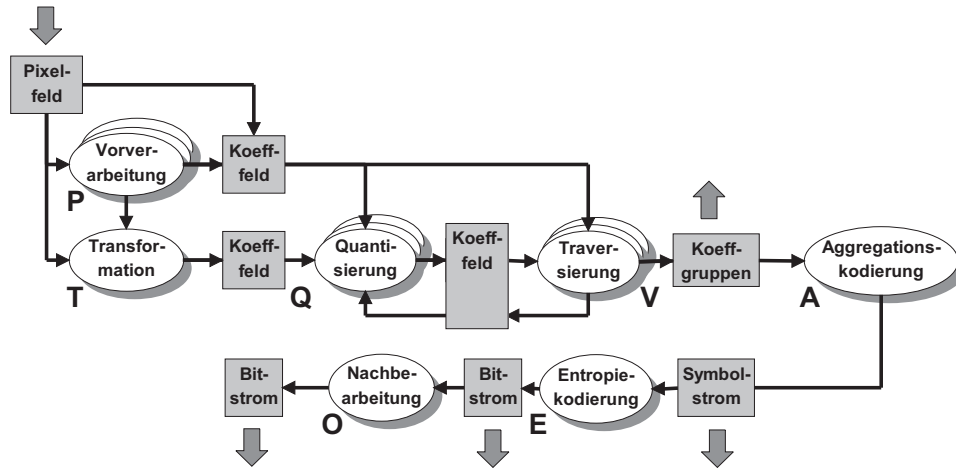 Pixel-
feld
Vorver-
arbeitung
P
Koeff-
feld
Transfor-
mation
T
Koeff-
feld
Quanti-
sierung
Q
Koeff-
feld
Traver-
sierung
V
Koeff-
gruppen
Aggregations-
kodierung
A
Bit-
strom
Nachbe-
arbeitung
O
Bit-
strom
Entropie-
kodierung
E
Symbol-
strom